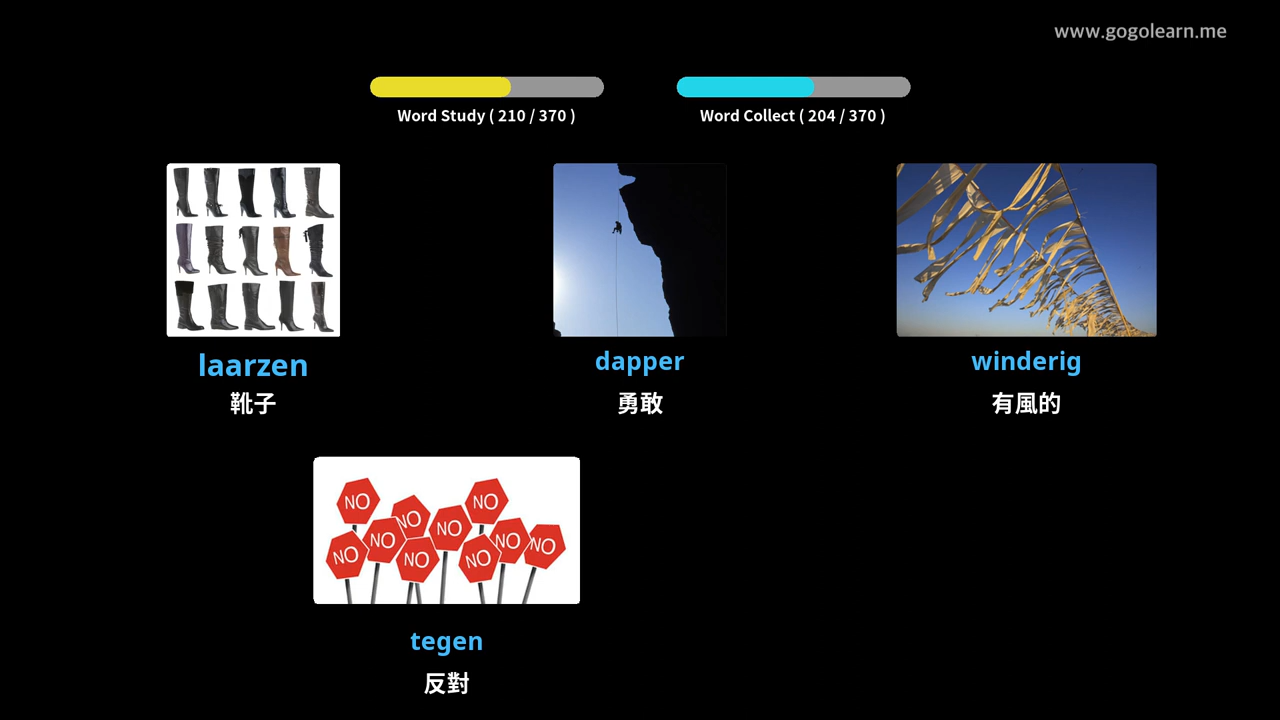 www.gogolearn.me
Word Study ( 210 / 370 )
Word Collect ( 204 / 370 )
laarzen
靴子
dapper
勇敢
winderig
有風的
NO
NO
NO
NO
NO
NO
NO
NO
NO
NO
tegen
反對